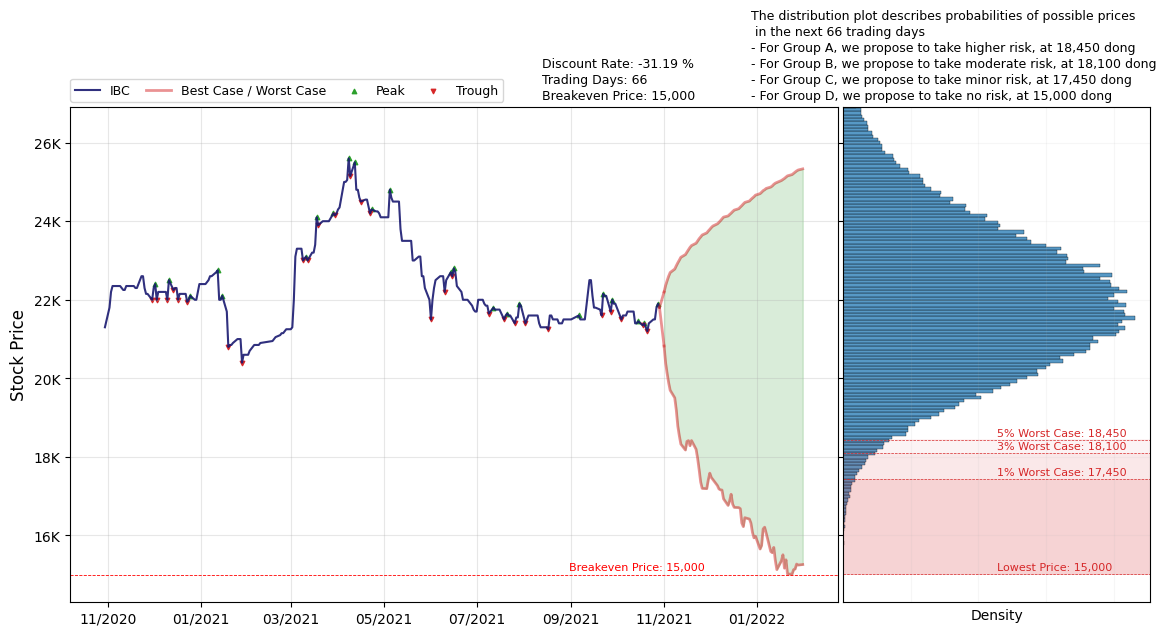 The distribution plot describes probabilities of possible prices
in the next 66 trading days
- For Group A, we propose to take higher risk, at 18,450 dong
- For Group B, we propose to take moderate risk, at 18,100 dong
- For Group C, we propose to take minor risk, at 17,450 dong
- For Group D, we propose to take no risk, at 15,000 dong
Discount Rate: -31.19 %
Trading Days: 66
Breakeven Price: 15,000
IBC Best Case / Worst Case Peak Trough
Stock Price
26K
24K
22K
20K
18K
16K
Breakeven Price: 15,000
11/2020 01/2021 03/2021 05/2021 07/2021 09/2021 11/2021 01/2022
5% Worst Case: 18,450
3% Worst Case: 18,100
1% Worst Case: 17,450
Lowest Price: 15,000
Density